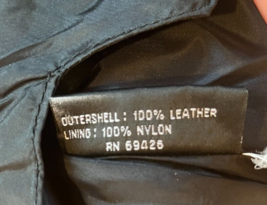 OUTERSHELL: 100% LEATHER
LINING: 100% NYLON
RN 69426